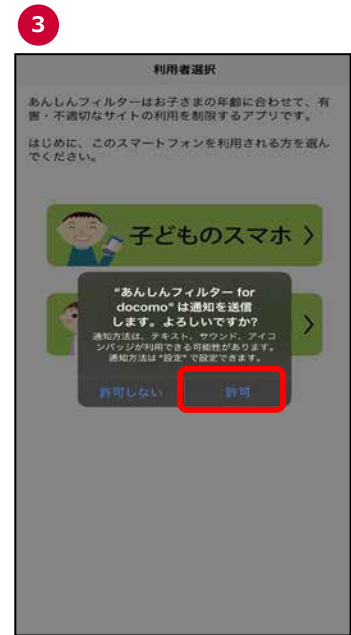 3
利用者選択
あんしんフィルターはお子さまの年齢に合わせて、有
害・不適切なサイトの利用を制限するアプリです。
はじめに、このスマートフォンを利用される方を選ん
でください。
子どものスマホ
"あんしんフィルター for
docomo" は通知を送信
します。よろしいですか?
通知方法は、テキスト、サウンド、アイコ
ンバッジが利用できる可能性があります。
通知方法は "設定" で設定できます。
許可しない 許可